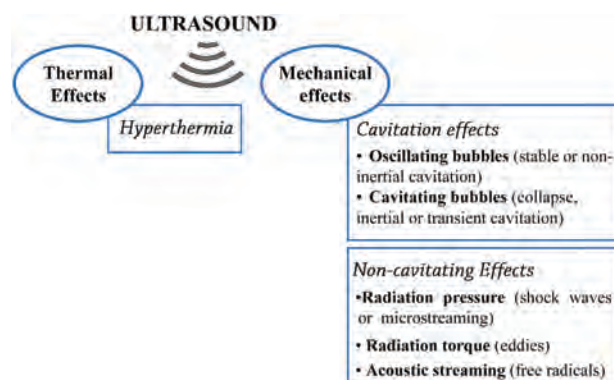 ULTRASOUND
Thermal
Effects
Mechanical
effects
Hyperthermia
Cavitation effects
• Oscillating bubbles (stable or non-
inertial cavitation)
• Cavitating bubbles (collapse,
inertial or transient cavitation)
Non-cavitating Effects
•Radiation pressure (shock waves
or microstreaming)
• Radiation torque (eddies)
• Acoustic streaming (free radicals)